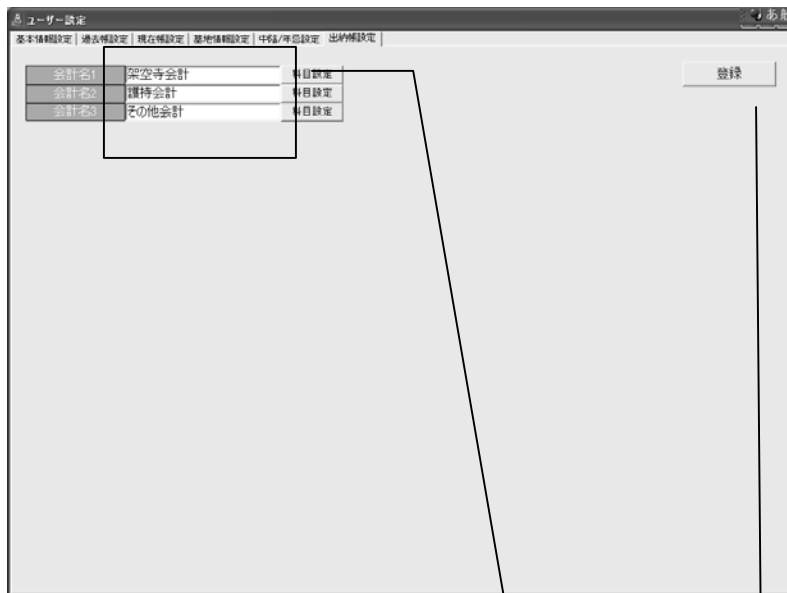 ユーザー設定
あ般
基本情報設定 過去帳設定 現在帳設定 墓地情報設定 中陰/年忌設定 出納帳設定
会計名1 架空寺会計 科目設定 登録
会計名2 護持会計 科目設定
会計名3 その他会計 科目設定